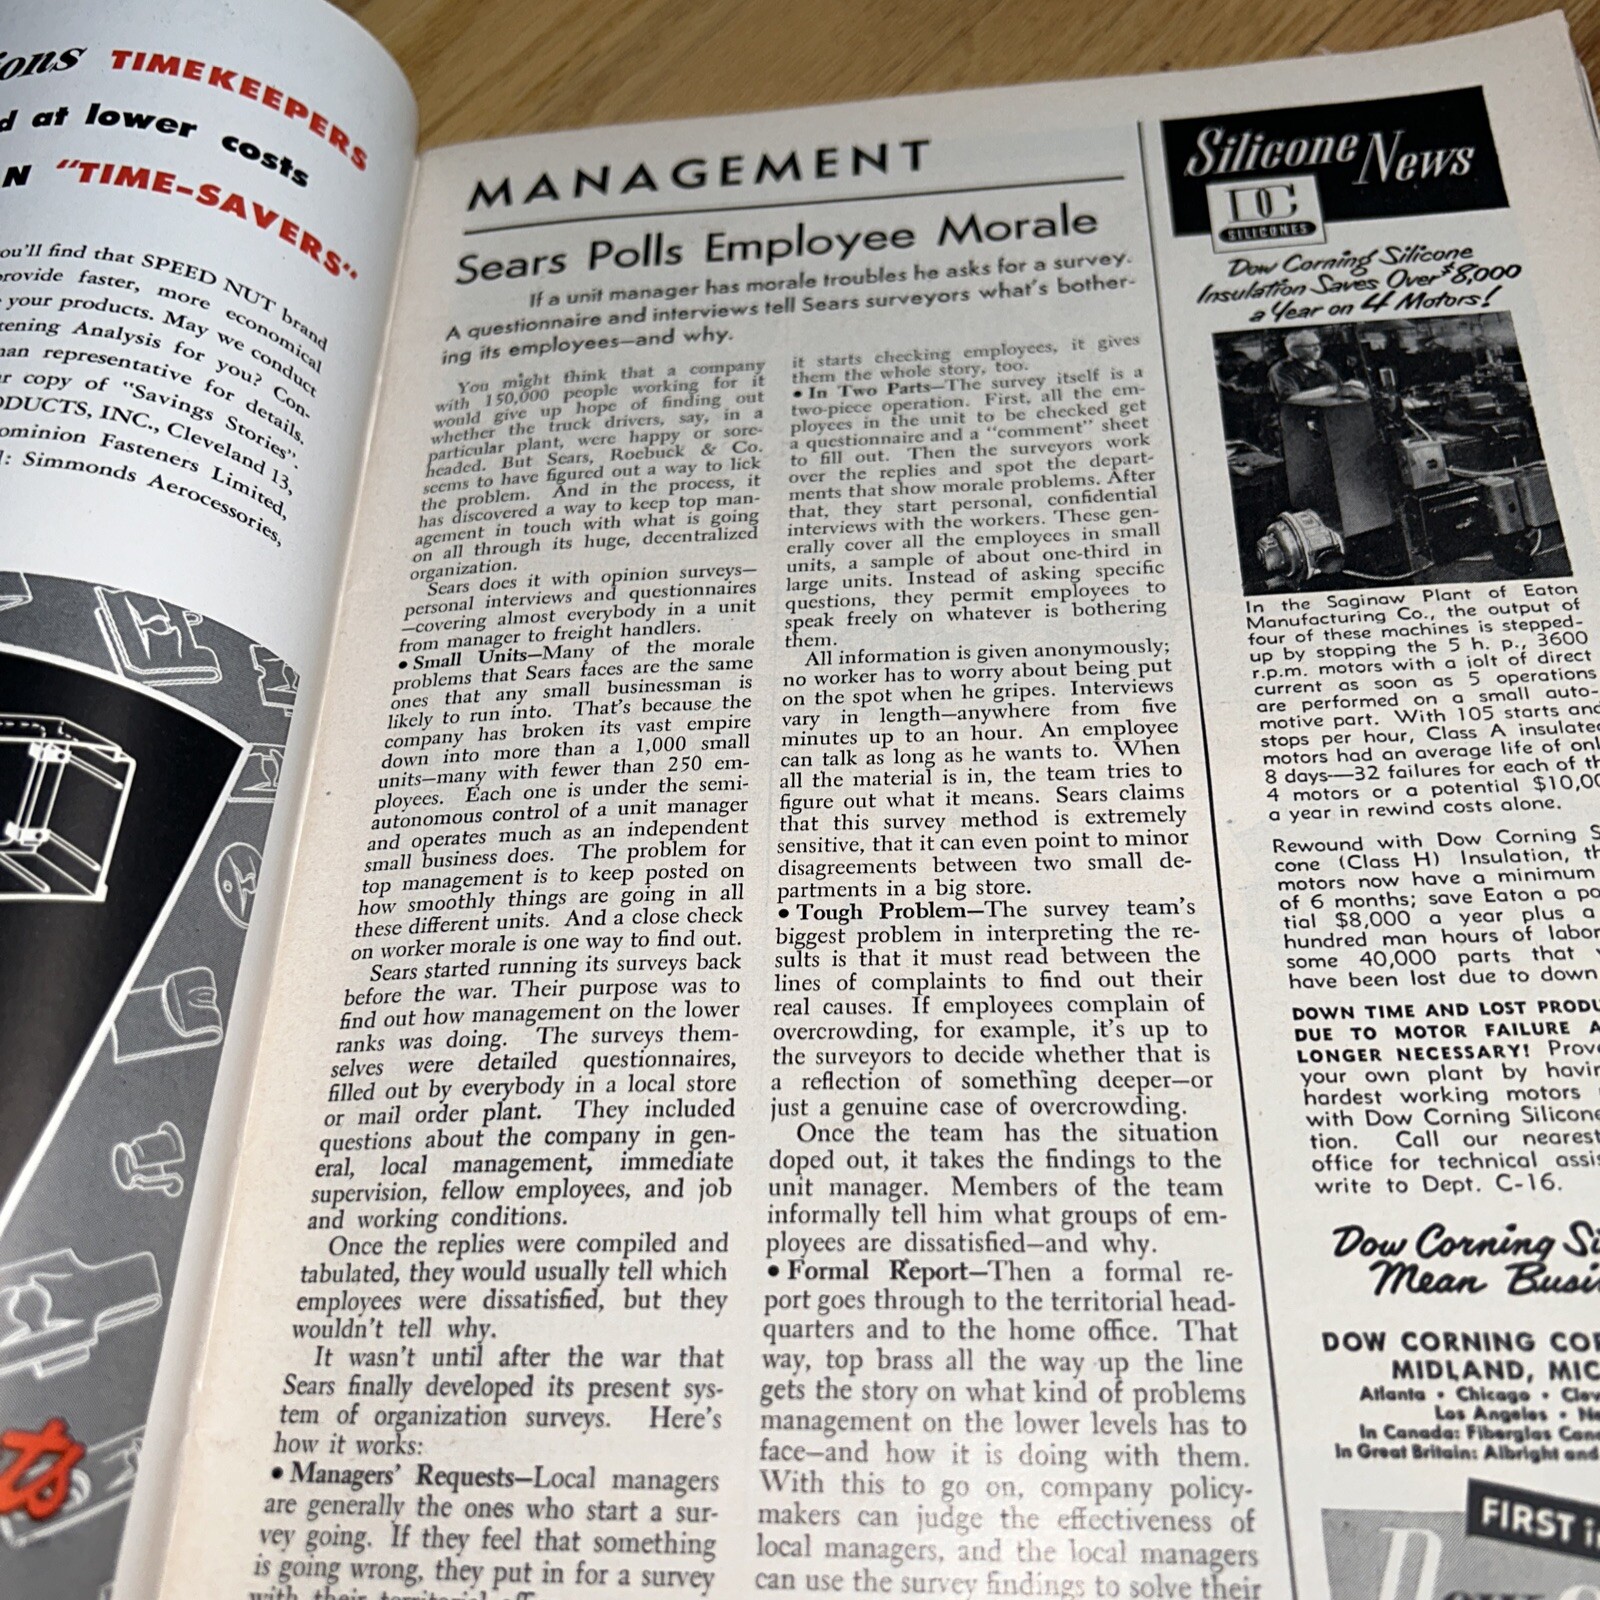 ons TIMEKEEPERS
d at lower costs
N "TIME-SAVERS"
ou'll find that SPEED NUT brand
provide faster, more economical
your products. May we conduct
tening Analysis for you? Con-
man representative for details.
r copy of "Savings Stories".
ODUCTS, INC., Cleveland 13,
ominion Fasteners Limited,
: Simmonds Aerocessories,
ts
MANAGEMENT
Sears Polls Employee Morale
If a unit manager has morale troubles he asks for a survey.
A questionnaire and interviews tell Sears surveyors what's bother-
ing its employees—and why.
You might think that a company
with 150,000 people working for it
would give up hope of finding out
whether the truck drivers, say, in a
particular plant, were happy or sore-
headed. But Sears, Roebuck & Co.
seems to have figured out a way to lick
the problem. And in the process, it
has discovered a way to keep top man-
agement in touch with what is going
on all through its huge, decentralized
organization.
Sears does it with opinion surveys—
personal interviews and questionnaires
—covering almost everybody in a unit
from manager to freight handlers.
• Small Units—Many of the morale
problems that Sears faces are the same
ones that any small businessman is
likely to run into. That's because the
company has broken its vast empire
down into more than a 1,000 small
units—many with fewer than 250 em-
ployees. Each one is under the semi-
autonomous control of a unit manager
and operates much as an independent
small business does. The problem for
top management is to keep posted on
how smoothly things are going in all
these different units. And a close check
on worker morale is one way to find out.
Sears started running its surveys back
before the war. Their purpose was to
find out how management on the lower
ranks was doing. The surveys them-
selves were detailed questionnaires,
filled out by everybody in a local store
or mail order plant. They included
questions about the company in gen-
eral, local management, immediate
supervision, fellow employees, and job
and working conditions.
Once the replies were compiled and
tabulated, they would usually tell which
employees were dissatisfied, but they
wouldn't tell why.
It wasn't until after the war that
Sears finally developed its present sys-
tem of organization surveys. Here's
how it works:
• Managers' Requests—Local managers
are generally the ones who start a sur-
vey going. If they feel that something
is going wrong, they put in for a survey
with their territorial
it starts checking employees, it gives
them the whole story, too.
• In Two Parts—The survey itself is a
two-piece operation. First, all the em-
ployees in the unit to be checked get
a questionnaire and a "comment" sheet
to fill out. Then the surveyors work
over the replies and spot the depart-
ments that show morale problems. After
that, they start personal, confidential
interviews with the workers. These gen-
erally cover all the employees in small
units, a sample of about one-third in
large units. Instead of asking specific
questions, they permit employees to
speak freely on whatever is bothering
them.
All information is given anonymously;
no worker has to worry about being put
on the spot when he gripes. Interviews
vary in length—anywhere from five
minutes up to an hour. An employee
can talk as long as he wants to. When
all the material is in, the team tries to
figure out what it means. Sears claims
that this survey method is extremely
sensitive, that it can even point to minor
disagreements between two small de-
partments in a big store.
• Tough Problem—The survey team's
biggest problem in interpreting the re-
sults is that it must read between the
lines of complaints to find out their
real causes. If employees complain of
overcrowding, for example, it's up to
the surveyors to decide whether that is
a reflection of something deeper—or
just a genuine case of overcrowding.
Once the team has the situation
doped out, it takes the findings to the
unit manager. Members of the team
informally tell him what groups of em-
ployees are dissatisfied—and why.
• Formal Report—Then a formal re-
port goes through to the territorial head-
quarters and to the home office. That
way, top brass all the way up the line
gets the story on what kind of problems
management on the lower levels has to
face—and how it is doing with them.
With this to go on, company policy-
makers can judge the effectiveness of
local managers, and the local managers
can use the survey findings to solve their
Silicone News
DC
SILICONES
Dow Corning Silicone
Insulation Saves Over $8,000
a Year on 4 Motors!
In the Saginaw Plant of Eaton
Manufacturing Co., the output of
four of these machines is stepped-
up by stopping the 5 h. p., 3600
r.p.m. motors with a jolt of direct
current as soon as 5 operations
are performed on a small auto-
motive part. With 105 starts and
stops per hour, Class A insulated
motors had an average life of onl
8 days—32 failures for each of th
4 motors or a potential $10,00
a year in rewind costs alone.
Rewound with Dow Corning S
cone (Class H) Insulation, th
motors now have a minimum
of 6 months; save Eaton a po
tial $8,000 a year plus a
hundred man hours of labor
some 40,000 parts that
have been lost due to down
DOWN TIME AND LOST PRODU
DUE TO MOTOR FAILURE A
LONGER NECESSARY! Prove
your own plant by havin
hardest working motors
with Dow Corning Silicone
tion. Call our nearest
office for technical assis
write to Dept. C-16.
Dow Corning Si
Mean Busi
DOW CORNING COR
MIDLAND, MIC
Atlanta • Chicago • Clev
Los Angeles • Ne
In Canada: Fiberglas Can
In Great Britain: Albright and
FIRST i